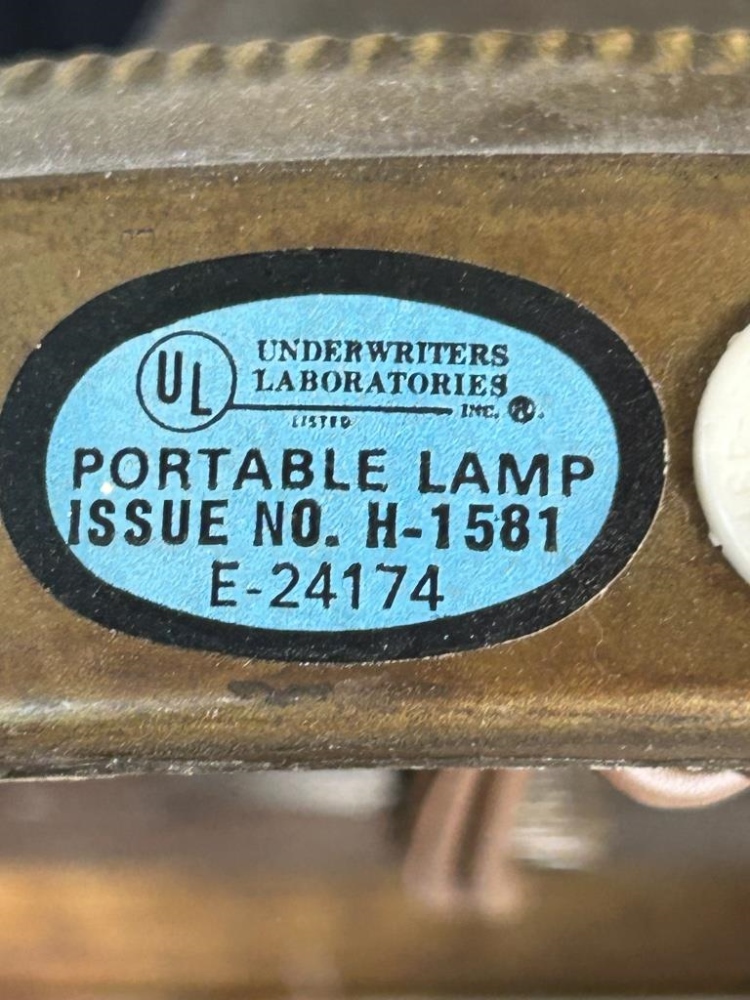 UL
UNDERWRITERS
LABORATORIES
INC. ®.
LISTED
PORTABLE LAMP
ISSUE NO. H-1581
E-24174